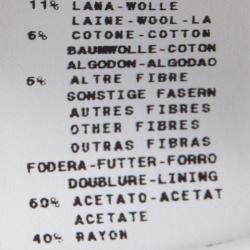 11% LANA-WOLLE
LAINE-WOOL-LA
6% COTONE-COTTON
BAUMWOLLE-COTON
ALGODON-ALGODAO
5% ALTRE FIBRE
SONSTIGE FASERN
AUTRES FIBRES
OTHER FIBRES
OUTRAS FIBRAS
FODERA-FUTTER-FORRO
DOUBLURE-LINING
60% ACETATO-ACETAT
ACETATE
40% RAYON